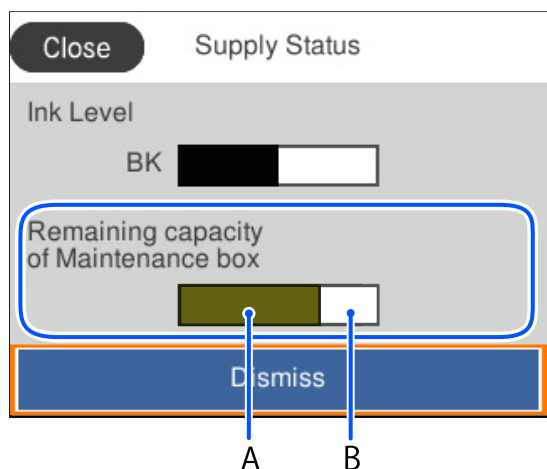 Close
Supply Status
Ink Level
BK
Remaining capacity
of Maintenance box
Dismiss
A
B